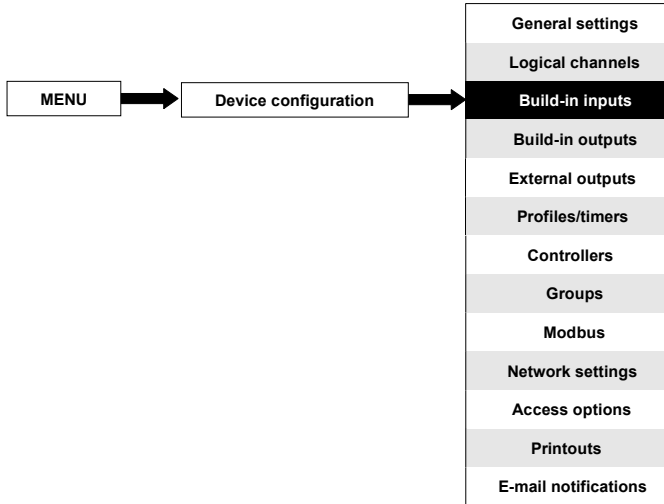 MENU
Device configuration
General settings
Logical channels
Build-in inputs
Build-in outputs
External outputs
Profiles/timers
Controllers
Groups
Modbus
Network settings
Access options
Printouts
E-mail notifications